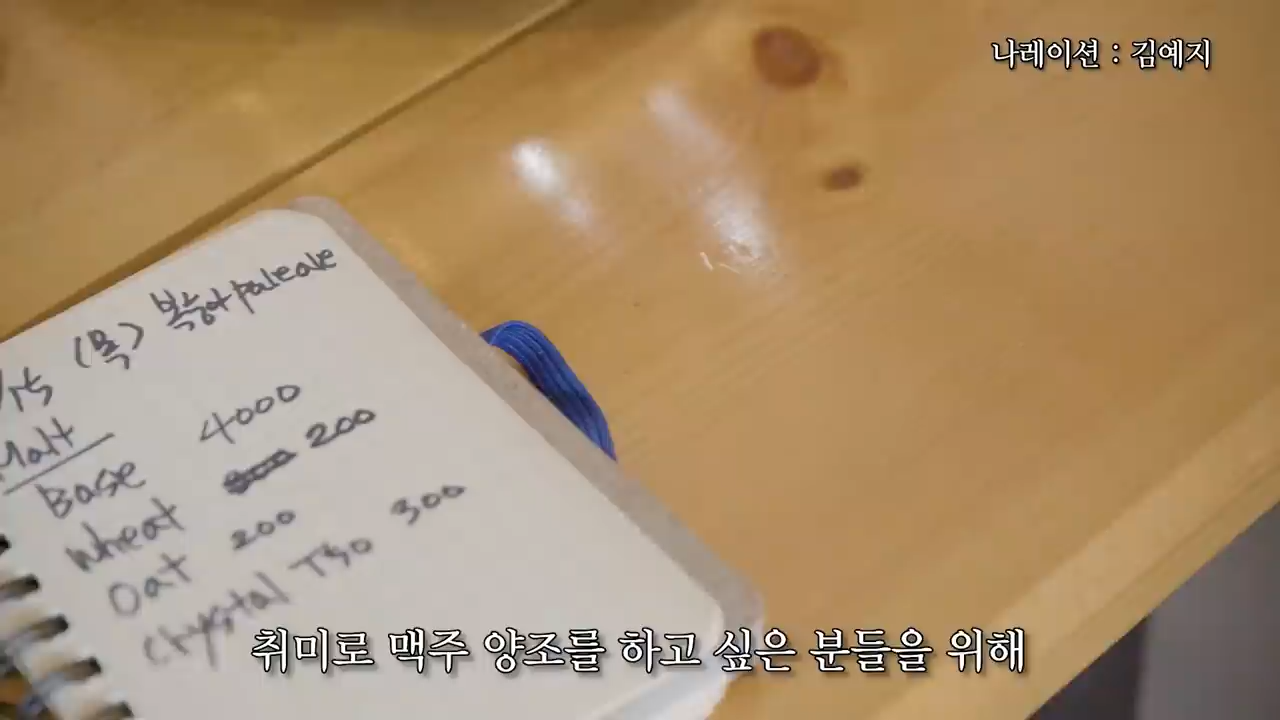 나레이션 : 김예지
/15 (목) 복숭아 pale ale
Malt
Base 4000
Wheat 200
Oat 200
Crystal T50 300
취미로 맥주 양조를 하고 싶은 분들을 위해